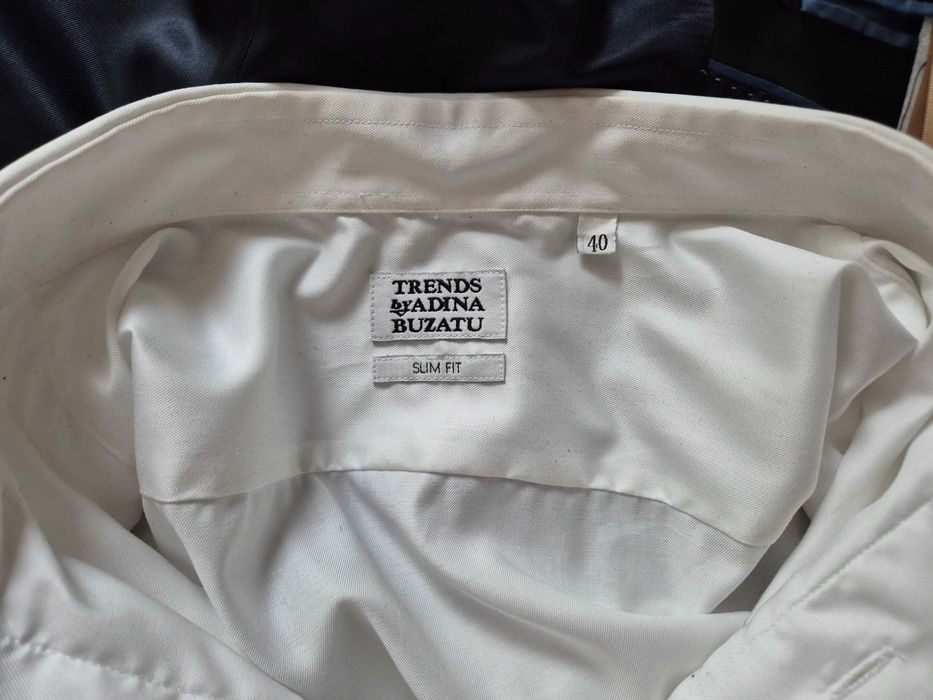 40
TRENDS
by ADINA
BUZATU
SLIM FIT